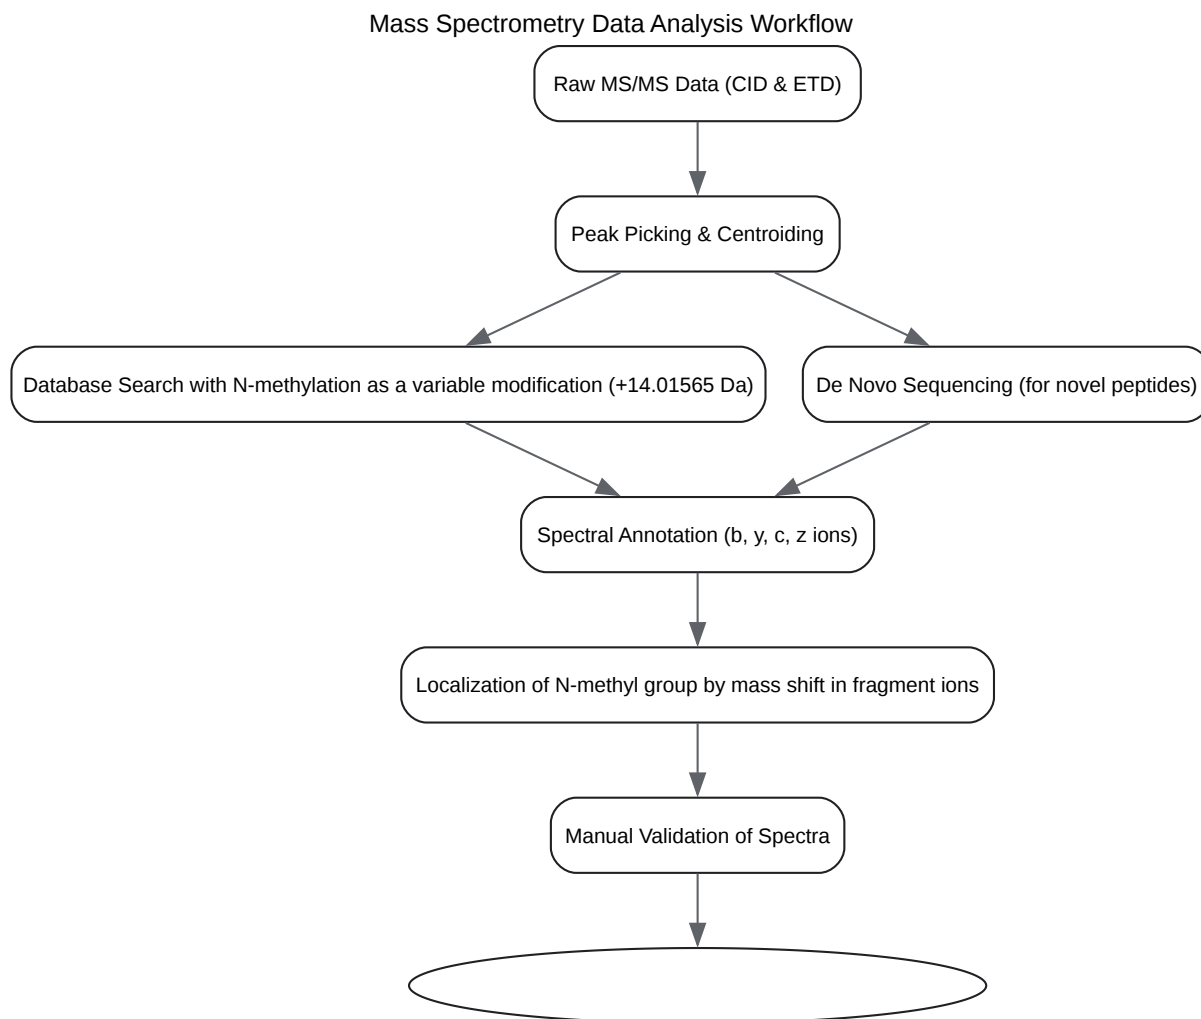 Mass Spectrometry Data Analysis Workflow
Raw MS/MS Data (CID & ETD)
Peak Picking & Centroiding
Database Search with N-methylation as a variable modification (+14.01565 Da)
De Novo Sequencing (for novel peptides)
Spectral Annotation (b, y, c, z ions)
Localization of N-methyl group by mass shift in fragment ions
Manual Validation of Spectra